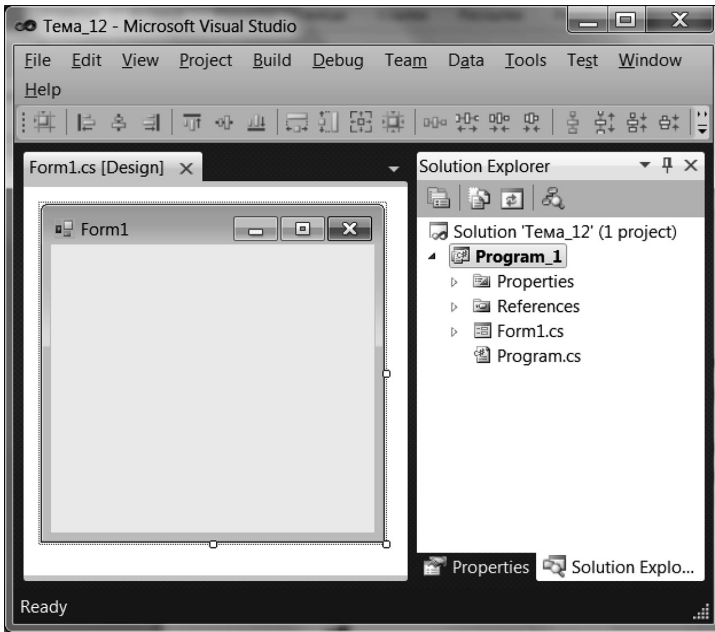 Тема_12 - Microsoft Visual Studio
File Edit View Project Build Debug Team Data Tools Test Window
Help
Form1.cs [Design]
Form1
Solution Explorer
Solution 'Тема_12' (1 project)
Program_1
Properties
References
Form1.cs
Program.cs
Properties Solution Explo...
Ready